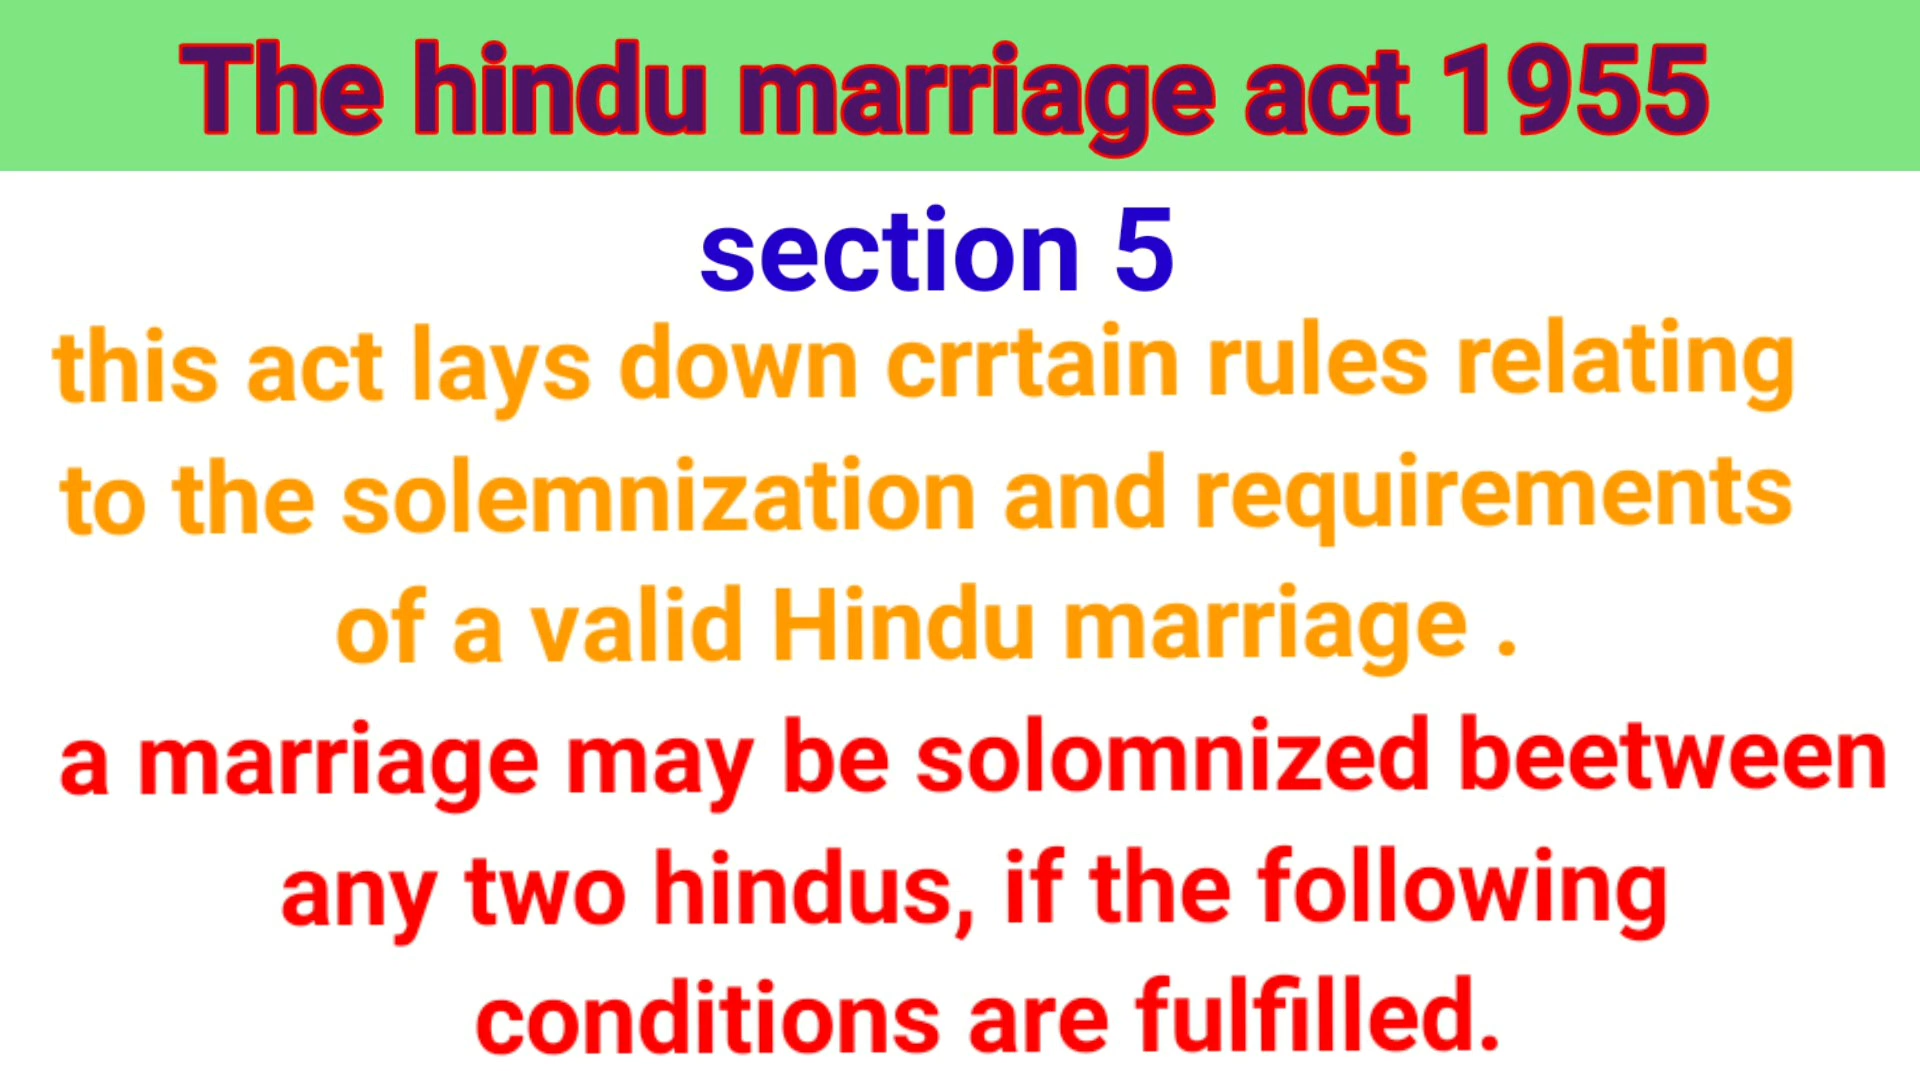 The hindu marriage act 1955
section 5
this act lays down crrtain rules relating
to the solemnization and requirements
of a valid Hindu marriage .
a marriage may be solomnized beetween
any two hindus, if the following
conditions are fulfilled.